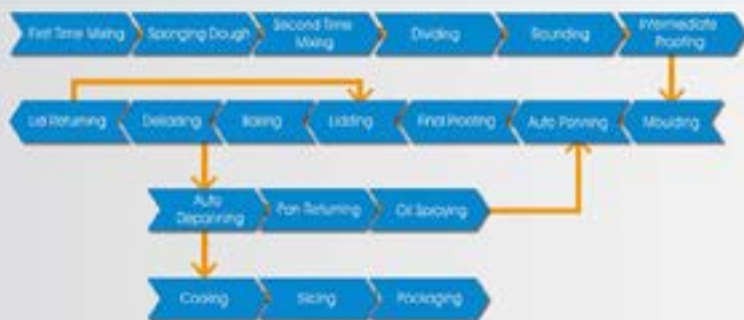 First Time Mixing
Sponging Dough
Second Time
Mixing
Dividing
Rounding
Intermediate
Proofing
Lid Returning
Delidding
Baking
Lidding
Final Proofing
Auto Panning
Moulding
Auto
Depanning
Pan Returning
Oil Spraying
Cooling
Slicing
Packaging